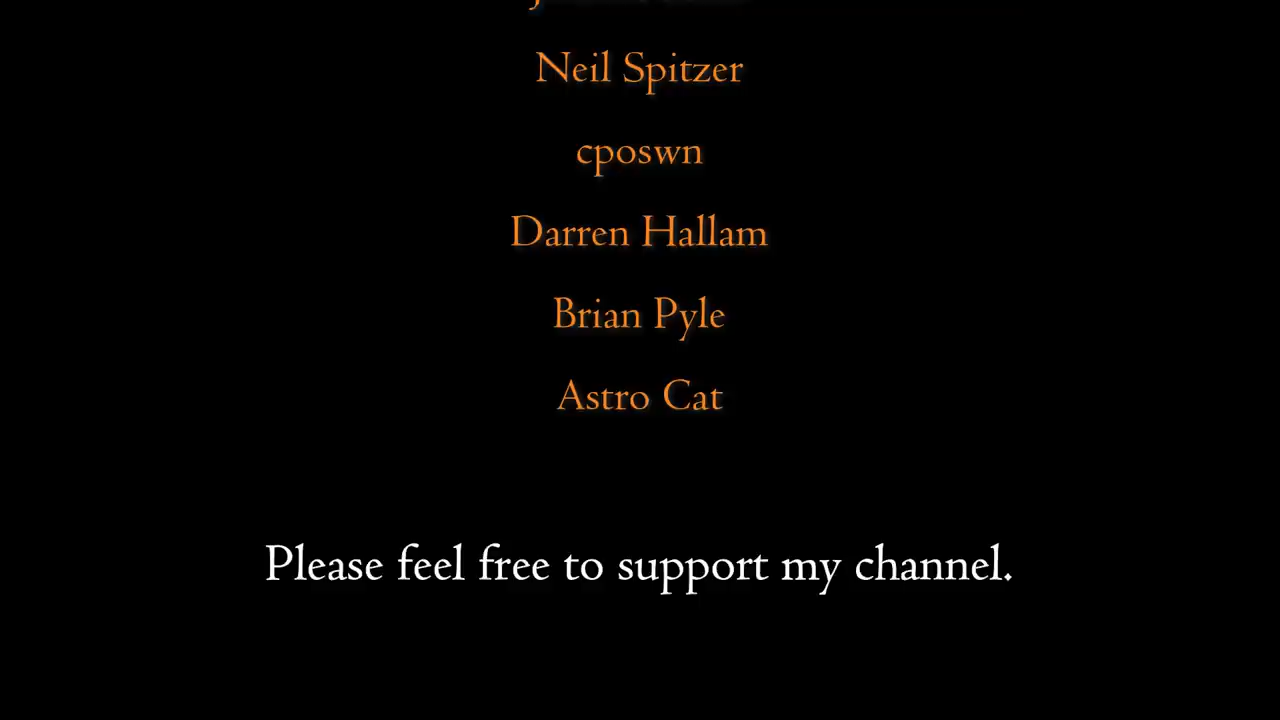 Neil Spitzer
cposwn
Darren Hallam
Brian Pyle
Astro Cat
Please feel free to support my channel.